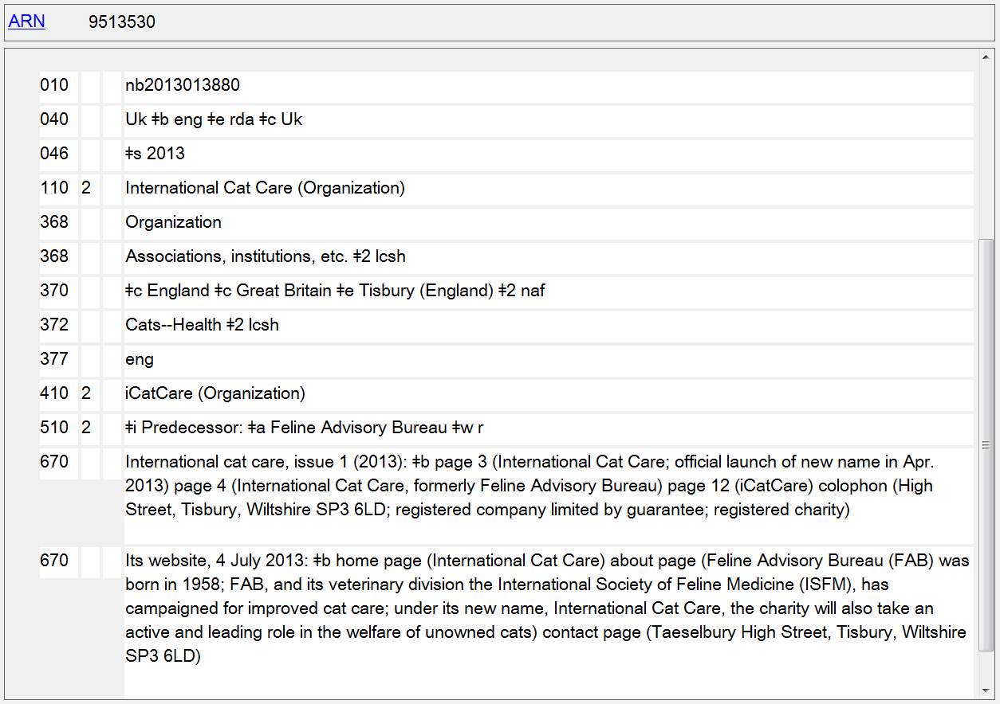 ARN 9513530
010 nb2013013880
040 Uk ǂb eng ǂe rda ǂc Uk
046 ǂs 2013
110 2 International Cat Care (Organization)
368 Organization
368 Associations, institutions, etc. ǂ2 lcsh
370 ǂc England ǂc Great Britain ǂe Tisbury (England) ǂ2 naf
372 Cats--Health ǂ2 lcsh
377 eng
410 2 iCatCare (Organization)
510 2 ǂi Predecessor: ǂa Feline Advisory Bureau ǂw r
670 International cat care, issue 1 (2013): ǂb page 3 (International Cat Care; official launch of new name in Apr.
2013) page 4 (International Cat Care, formerly Feline Advisory Bureau) page 12 (iCatCare) colophon (High
Street, Tisbury, Wiltshire SP3 6LD; registered company limited by guarantee; registered charity)
670 Its website, 4 July 2013: ǂb home page (International Cat Care) about page (Feline Advisory Bureau (FAB) was
born in 1958; FAB, and its veterinary division the International Society of Feline Medicine (ISFM), has
campaigned for improved cat care; under its new name, International Cat Care, the charity will also take an
active and leading role in the welfare of unowned cats) contact page (Taeselbury High Street, Tisbury, Wiltshire
SP3 6LD)